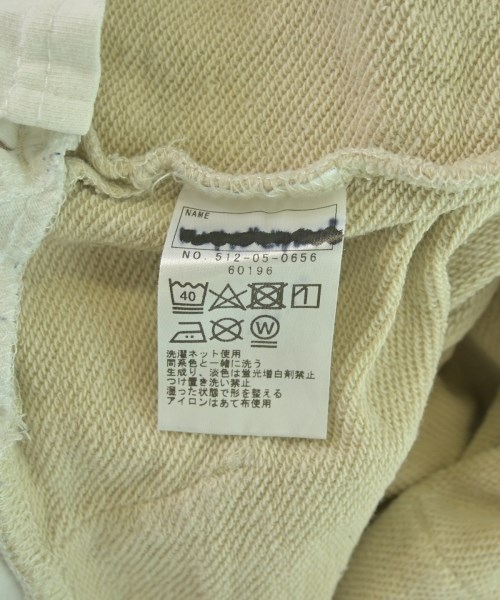 NAME
NO. 512-05-0656
60196
40
W
洗濯ネット使用
同系色と一緒に洗う
生成り、淡色は蛍光増白剤禁止
つけ置き洗い禁止
湿った状態で形を整える
アイロンはあて布使用